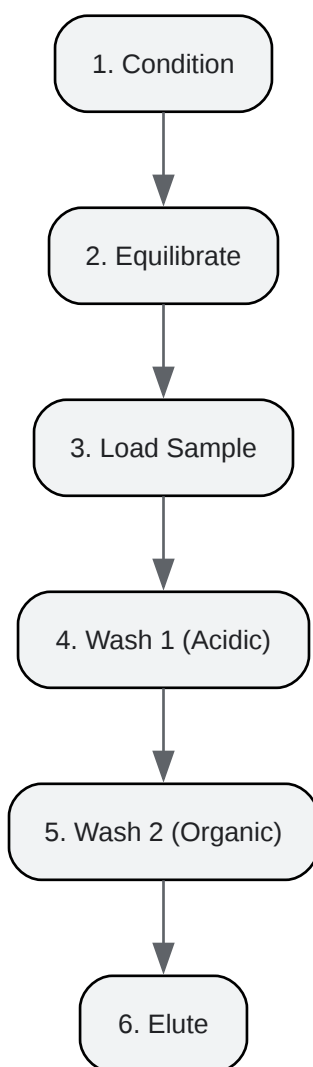 1. Condition
2. Equilibrate
3. Load Sample
4. Wash 1 (Acidic)
5. Wash 2 (Organic)
6. Elute